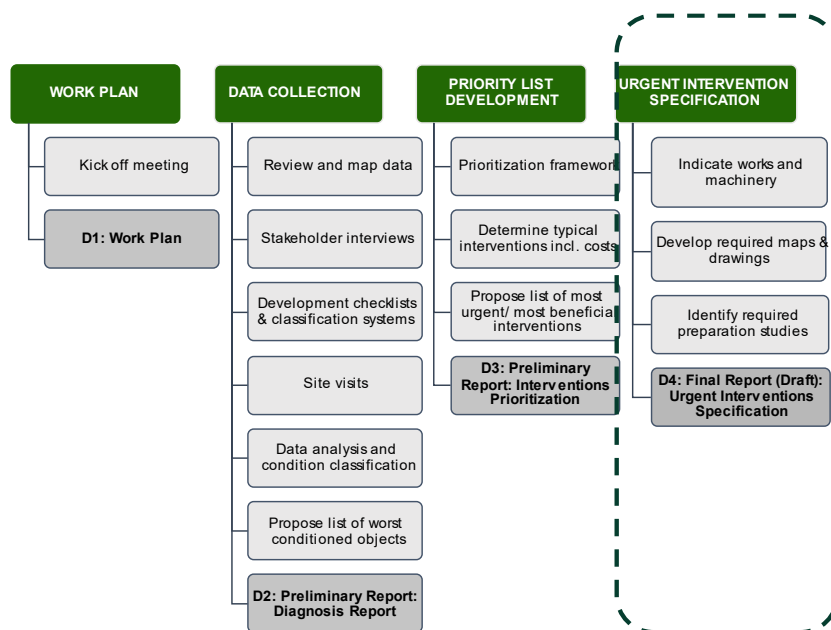 WORK PLAN
Kick off meeting
D1: Work Plan
DATA COLLECTION
Review and map data
Stakeholder interviews
Development checklists
& classification systems
Site visits
Data analysis and
condition classification
Propose list of worst
conditioned objects
D2: Preliminary Report:
Diagnosis Report
PRIORITY LIST
DEVELOPMENT
Prioritization framework
Determine typical
interventions incl. costs
Propose list of most
urgent/ most beneficia
interventions
D3: Preliminary
Report: Interventions
Prioritization
URGENT INTERVENTION
SPECIFICATION
Indicate works and
machinery
Develop required maps &
drawings
Identify required
preparation studies
D4: Final Report (Draft):
Urgent Interventions
Specification